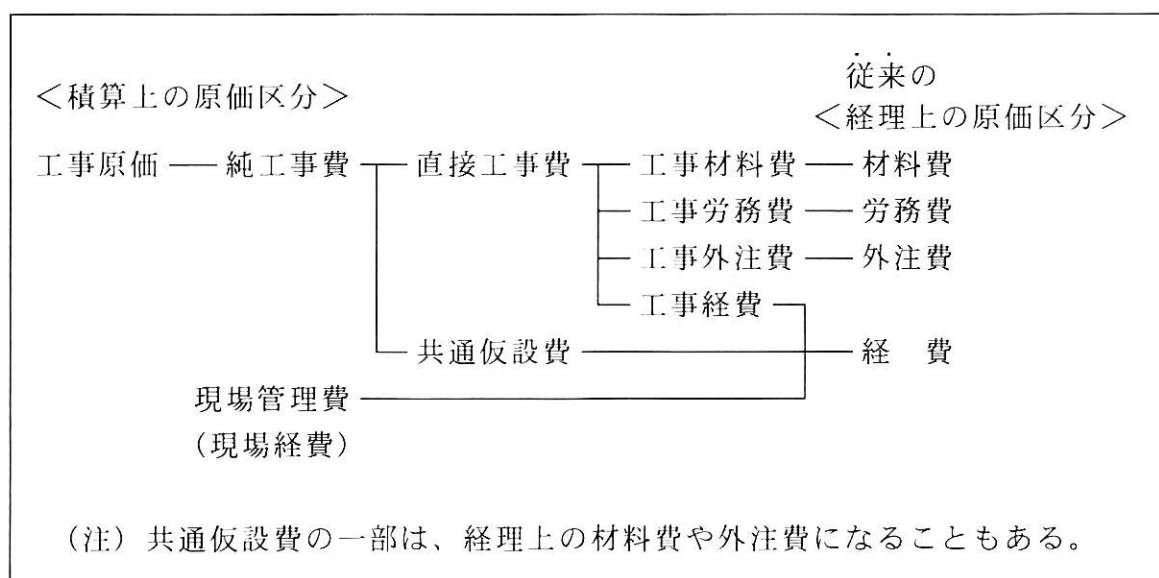 従来の
＜積算上の原価区分＞
＜経理上の原価区分＞
工事原価 純工事費 直接工事費 工事材料費 材料費
工事労務費 労務費
工事外注費 外注費
工事経費
共通仮設費 経　費
現場管理費
（現場経費）
（注）共通仮設費の一部は、経理上の材料費や外注費になることもある。